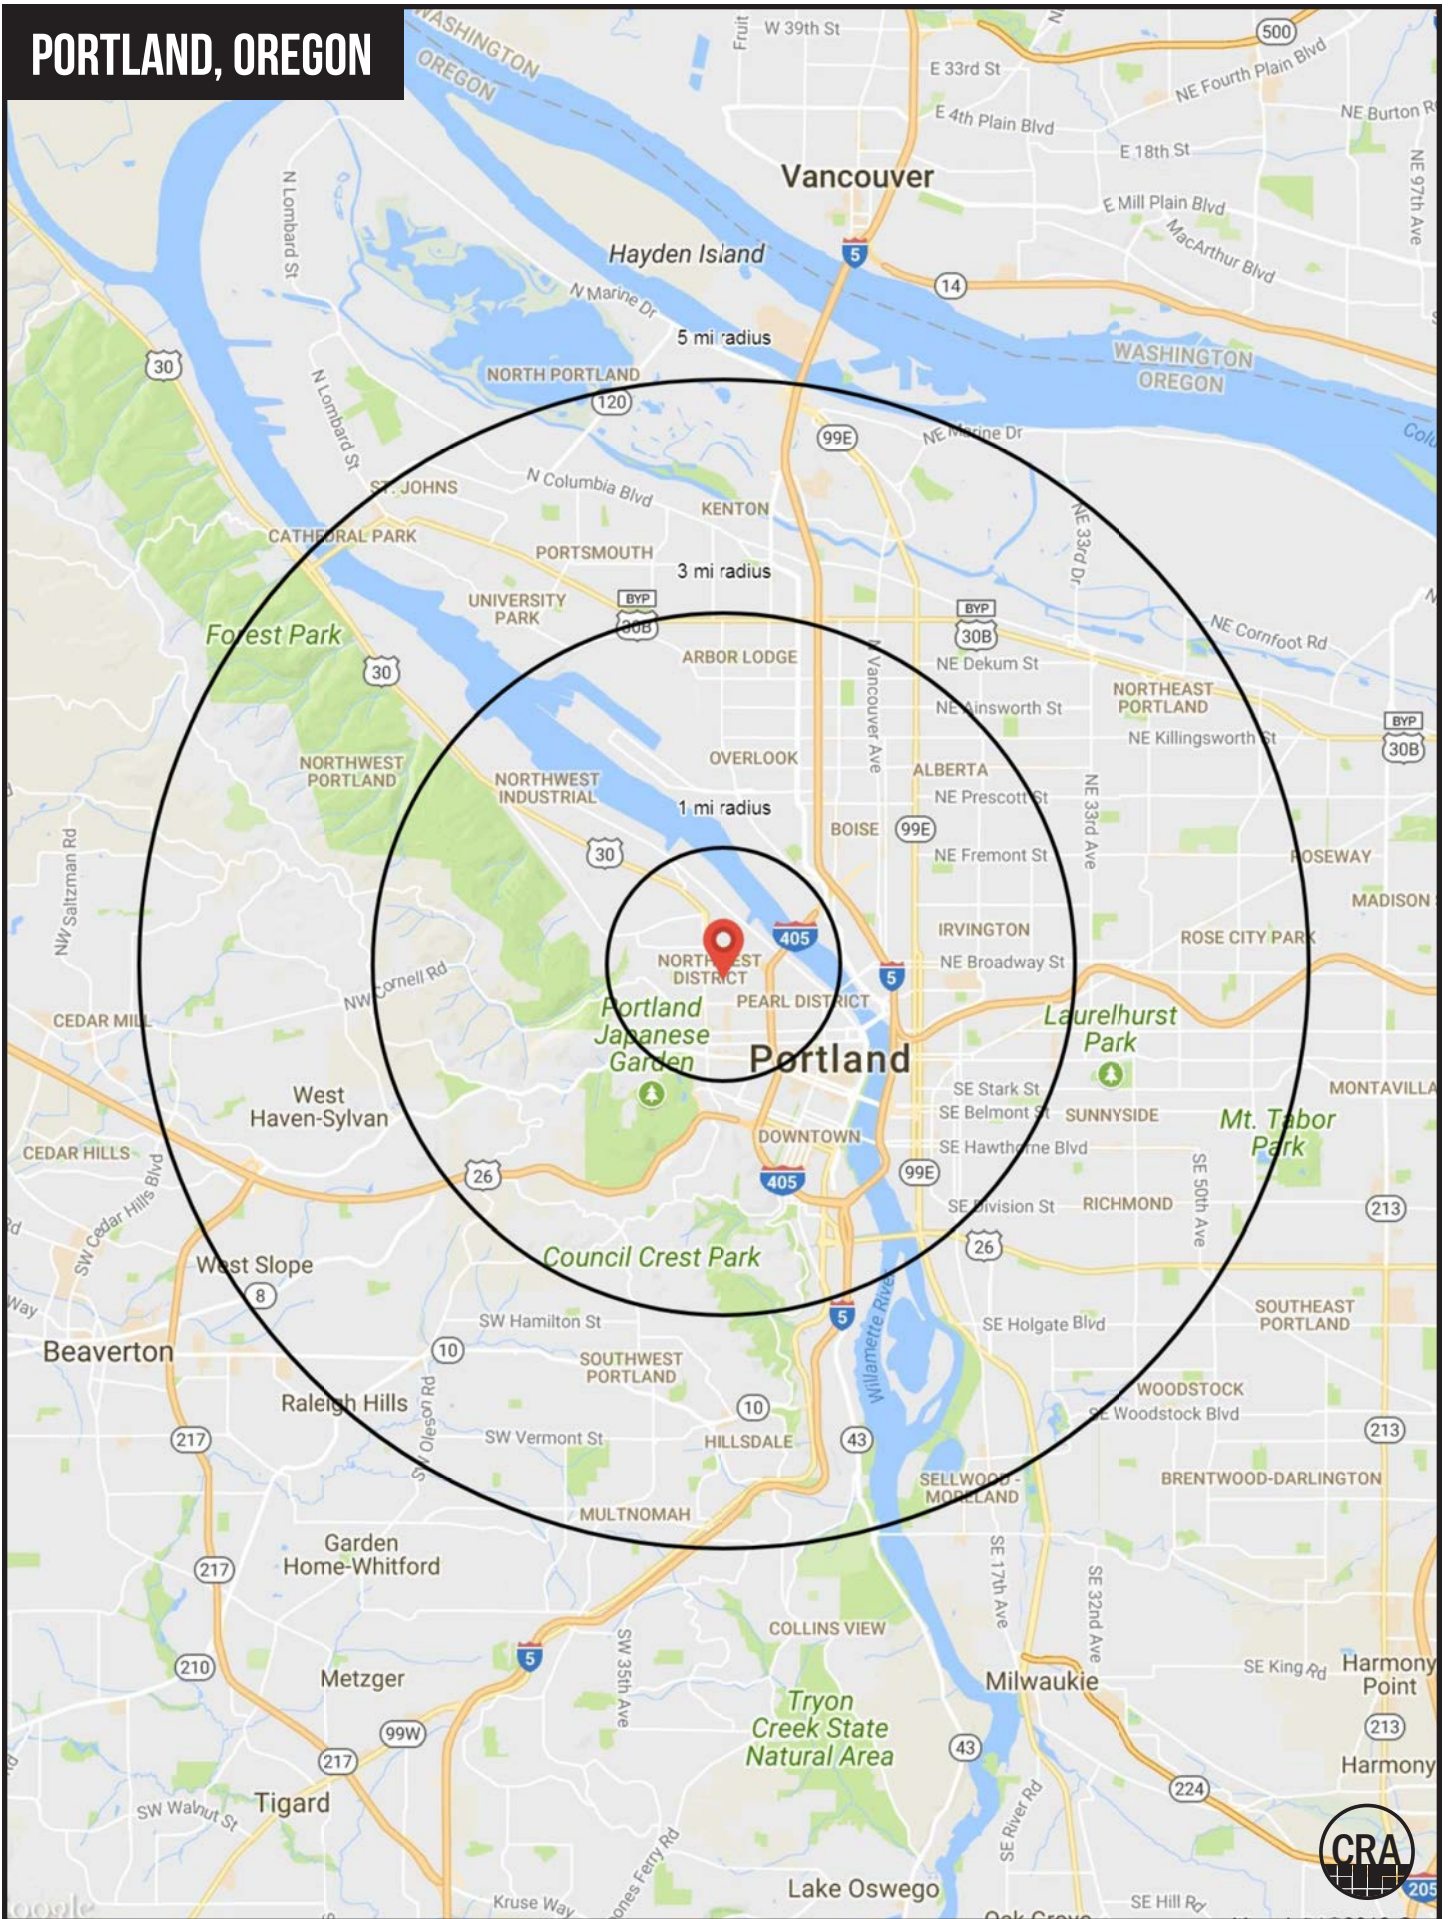 PORTLAND, OREGON
WASHINGTON
OREGON
Fruit
W 39th St
500
E 33rd St
NE Fourth Plain Blvd
E 4th Plain Blvd
NE Burton R
E 18th St
Vancouver
NE 97th Ave
N Lombard St
E Mill Plain Blvd
MacArthur Blvd
Hayden Island
5
14
N Marine Dr
5 mi radius
WASHINGTON
OREGON
30
NORTH PORTLAND
120
N Lombard St
99E
NE Marine Dr
Colu
ST. JOHNS
N Columbia Blvd
KENTON
NE 33rd Dr
CATHEDRAL PARK
PORTSMOUTH
3 mi radius
UNIVERSITY
PARK
BYP
30B
BYP
30B
NE Cornfoot Rd
Forest Park
ARBOR LODGE
N Vancouver Ave
NE Dekum St
30
NORTHEAST
PORTLAND
NE Ainsworth St
BYP
30B
NE Killingsworth St
OVERLOOK
NORTHWEST
PORTLAND
NORTHWEST
INDUSTRIAL
ALBERTA
NE Prescott St
NE 33rd Ave
1 mi radius
BOISE
99E
30
NE Fremont St
ROSEWAY
NW Saltzman Rd
MADISON
405
IRVINGTON
ROSE CITY PARK
NORTHWEST
DISTRICT
NE Broadway St
5
NW Cornell Rd
PEARL DISTRICT
Portland
Japanese
Garden
Laurelhurst
Park
CEDAR MILL
Portland
SE Stark St
MONTAVILLA
West
Haven-Sylvan
SE Belmont St
SUNNYSIDE
Mt. Tabor
Park
DOWNTOWN
SE Hawthorne Blvd
CEDAR HILLS
26
405
99E
SE 50th Ave
SW Cedar Hills Blvd
SE Division St
RICHMOND
213
Rd
26
Council Crest Park
West Slope
8
Way
5
Willamette River
SW Hamilton St
SE Holgate Blvd
SOUTHEAST
PORTLAND
Beaverton
10
SOUTHWEST
PORTLAND
WOODSTOCK
Raleigh Hills
SW Oleson Rd
10
SE Woodstock Blvd
217
SW Vermont St
HILLSDALE
43
213
SELLWOOD -
MORELAND
BRENTWOOD-DARLINGTON
MULTNOMAH
Garden
Home-Whitford
217
SE 17th Ave
SE 32nd Ave
COLLINS VIEW
5
SW 35th Ave
210
Metzger
Milwaukie
SE King Rd
Harmony
Point
Tryon
Creek State
Natural Area
99W
213
217
43
Harmony
224
Tigard
SW Walnut St
SE River Rd
CRA
ones Ferry Rd
Lake Oswego
205
Kruse Way
SE Hill Rd
oogle
Oak Grove